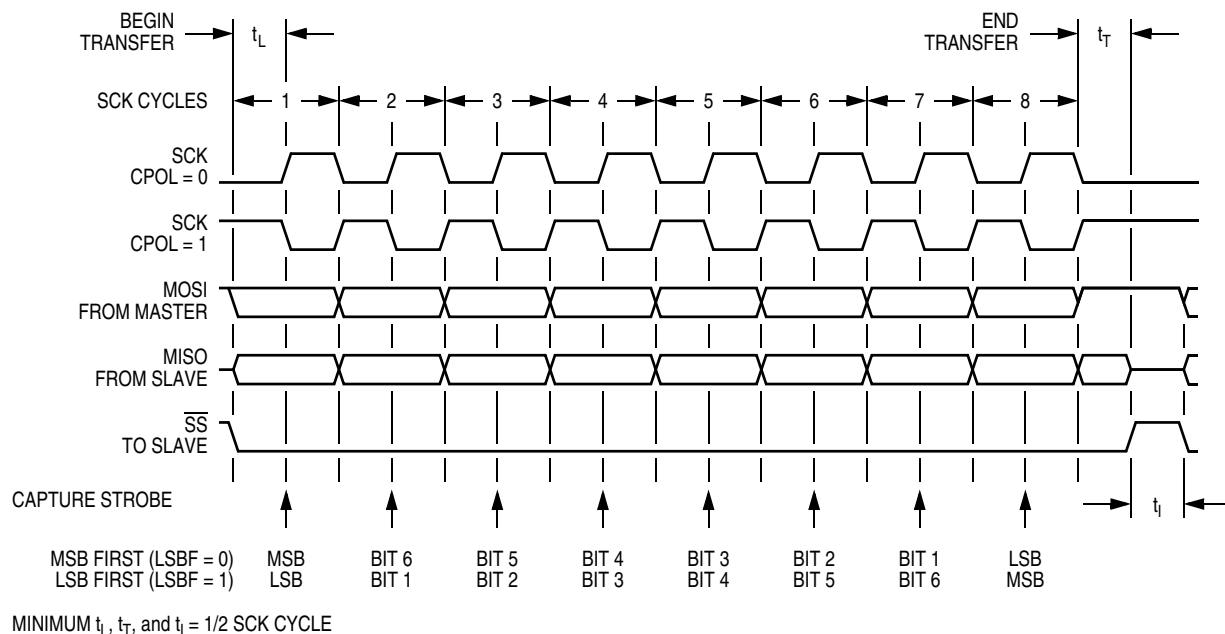 BEGIN TRANSFER
t_L
END TRANSFER
t_T
SCK CYCLES 1 2 3 4 5 6 7 8
SCK
CPOL = 0
SCK
CPOL = 1
MOSI
FROM MASTER
MISO
FROM SLAVE
SS
TO SLAVE
CAPTURE STROBE
t_I
MSB FIRST (LSBF = 0) MSB BIT 6 BIT 5 BIT 4 BIT 3 BIT 2 BIT 1 LSB
LSB FIRST (LSBF = 1) LSB BIT 1 BIT 2 BIT 3 BIT 4 BIT 5 BIT 6 MSB
MINIMUM t_L, t_T, and t_I = 1/2 SCK CYCLE